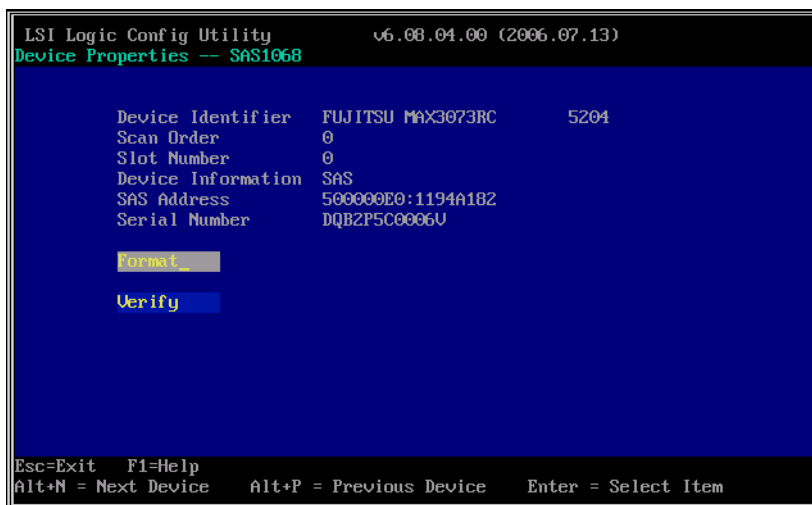 LSI Logic Config Utility v6.08.04.00 (2006.07.13)
Device Properties -- SAS1068
Device Identifier FUJITSU MAX3073RC 5204
Scan Order 0
Slot Number 0
Device Information SAS
SAS Address 500000E0:1194A182
Serial Number DQB2P5C0006V
Format_
Verify
Esc=Exit F1=Help
Alt+N = Next Device Alt+P = Previous Device Enter = Select Item